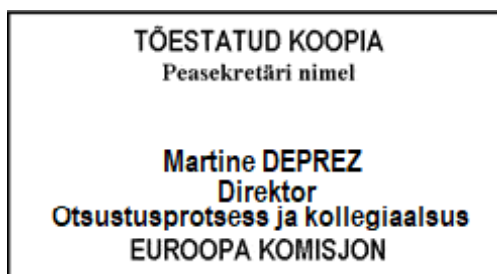 TÕESTATUD KOOPIA
Peasekretäri nimel
Martine DEPREZ
Direktor
Otsustusprotsess ja kollegiaalsus
EUROOPA KOMISJON